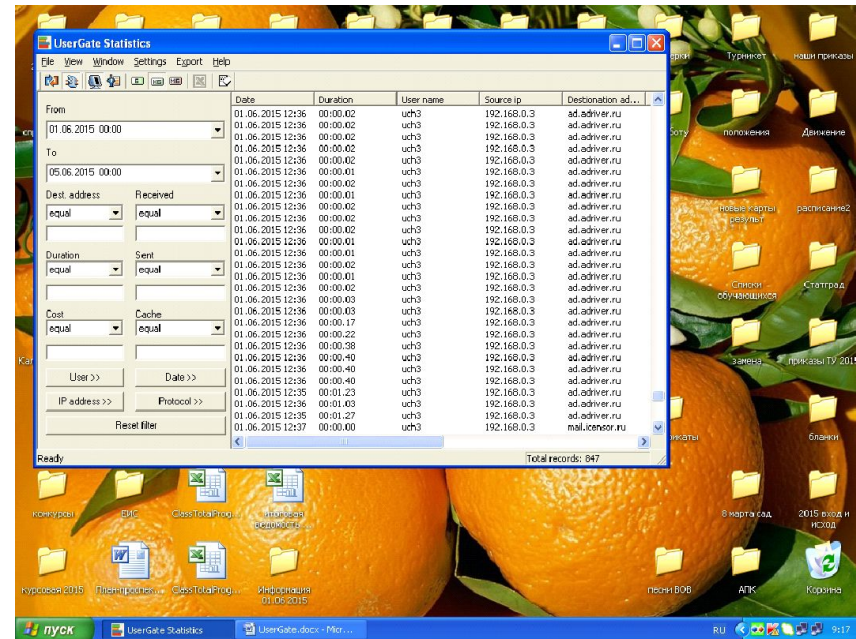 UserGate Statistics
File View Window Settings Export Help
From
01.06.2015 00:00
To
05.06.2015 00:00
Dest. address Received
equal equal
Duration Sent
equal equal
Cost Cache
equal equal
User >> Date >>
IP address >> Protocol >>
Reset filter
Date Duration User name Source ip Destionation ad...
01.06.2015 12:36 00:00.02 uch3 192.168.0.3 ad.adriver.ru
01.06.2015 12:36 00:00.02 uch3 192.168.0.3 ad.adriver.ru
01.06.2015 12:36 00:00.02 uch3 192.168.0.3 ad.adriver.ru
01.06.2015 12:36 00:00.02 uch3 192.168.0.3 ad.adriver.ru
01.06.2015 12:36 00:00.02 uch3 192.168.0.3 ad.adriver.ru
01.06.2015 12:36 00:00.01 uch3 192.168.0.3 ad.adriver.ru
01.06.2015 12:36 00:00.01 uch3 192.168.0.3 ad.adriver.ru
01.06.2015 12:36 00:00.01 uch3 192.168.0.3 ad.adriver.ru
01.06.2015 12:36 00:00.02 uch3 192.168.0.3 ad.adriver.ru
01.06.2015 12:36 00:00.02 uch3 192.168.0.3 ad.adriver.ru
01.06.2015 12:36 00:00.02 uch3 192.168.0.3 ad.adriver.ru
01.06.2015 12:36 00:00.01 uch3 192.168.0.3 ad.adriver.ru
01.06.2015 12:36 00:00.01 uch3 192.168.0.3 ad.adriver.ru
01.06.2015 12:36 00:00.02 uch3 192.168.0.3 ad.adriver.ru
01.06.2015 12:36 00:00.01 uch3 192.168.0.3 ad.adriver.ru
01.06.2015 12:36 00:00.02 uch3 192.168.0.3 ad.adriver.ru
01.06.2015 12:36 00:00.03 uch3 192.168.0.3 ad.adriver.ru
01.06.2015 12:36 00:00.03 uch3 192.168.0.3 ad.adriver.ru
01.06.2015 12:36 00:00.17 uch3 192.168.0.3 ad.adriver.ru
01.06.2015 12:36 00:00.22 uch3 192.168.0.3 ad.adriver.ru
01.06.2015 12:36 00:00.38 uch3 192.168.0.3 ad.adriver.ru
01.06.2015 12:36 00:00.40 uch3 192.168.0.3 ad.adriver.ru
01.06.2015 12:36 00:00.40 uch3 192.168.0.3 ad.adriver.ru
01.06.2015 12:36 00:00.40 uch3 192.168.0.3 ad.adriver.ru
01.06.2015 12:35 00:01.23 uch3 192.168.0.3 ad.adriver.ru
01.06.2015 12:36 00:01.03 uch3 192.168.0.3 ad.adriver.ru
01.06.2015 12:35 00:01.27 uch3 192.168.0.3 ad.adriver.ru
01.06.2015 12:37 00:00.00 uch3 192.168.0.3 mail.icensor.ru
Ready Total records: 847
Турникет наши приказы
положения Движение
новые карты результ расписание2
Списки обучающихся Статград
замена приказы ТУ 201
бланки
конкурсы ЕИС ClassTotalProg... итоговая ведомость ...
8 марта сад 2015 вход и исход
курсовая 2015 План-проспек... ClassTotalProg... Информация 01.06.2015
песни ВОВ АПК Корзина
пуск UserGate Statistics UserGate.docx - Micr... RU 9:17